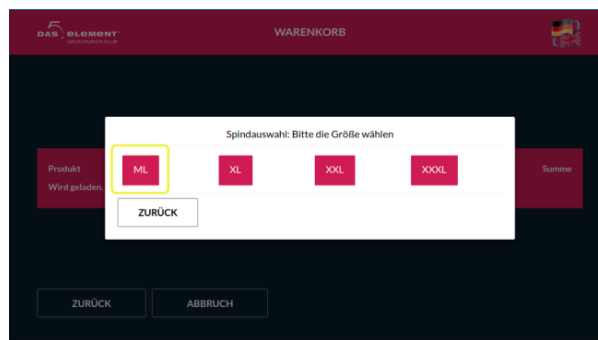 5
DAS eLement
WARENKORB
Spindauswahl: Bitte die Größe wählen
Produkt
ML
XL
XXL
XXXL
Summe
Wird geladen.
ZURÜCK
ZURÜCK
ABBRUCH